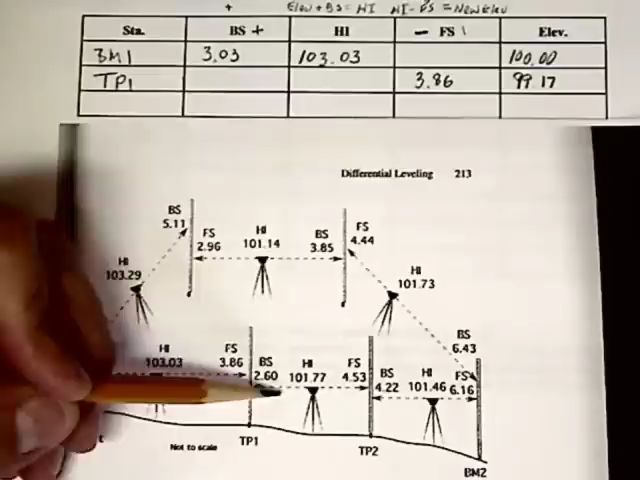 + Elev + BS = HI HI - FS = New Elev
Sta. BS + HI - FS Elev.
BM1 3.03 103.03 100.00
TP1 3.86 99.17
Differential Leveling 213
BS
5.11
FS
2.96
HI
101.14
BS
3.85
FS
4.44
HI
103.29
HI
101.73
BS
6.43
103.03
FS
3.86
BS
2.60
HI
101.77
FS
4.53
BS
4.22
HI
101.46
FS
6.16
TP1
Not to scale
TP2
BM2